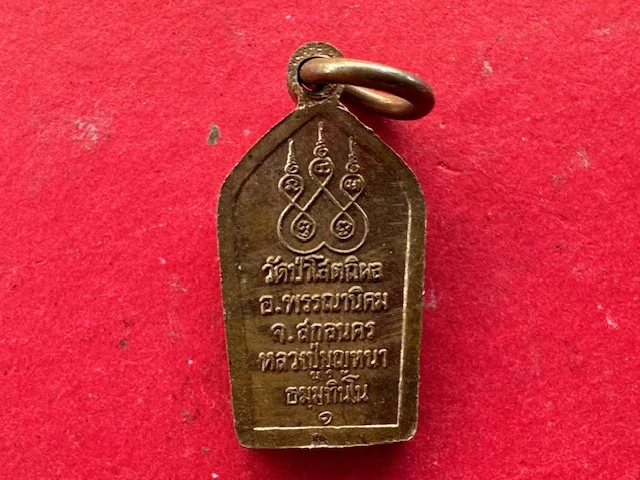 วัดป่าโสตถิผล
อ.พรรณานิคม
จ.สกลนคร
หลวงปู่บุญหนา
ธมฺมทินฺโน
๑